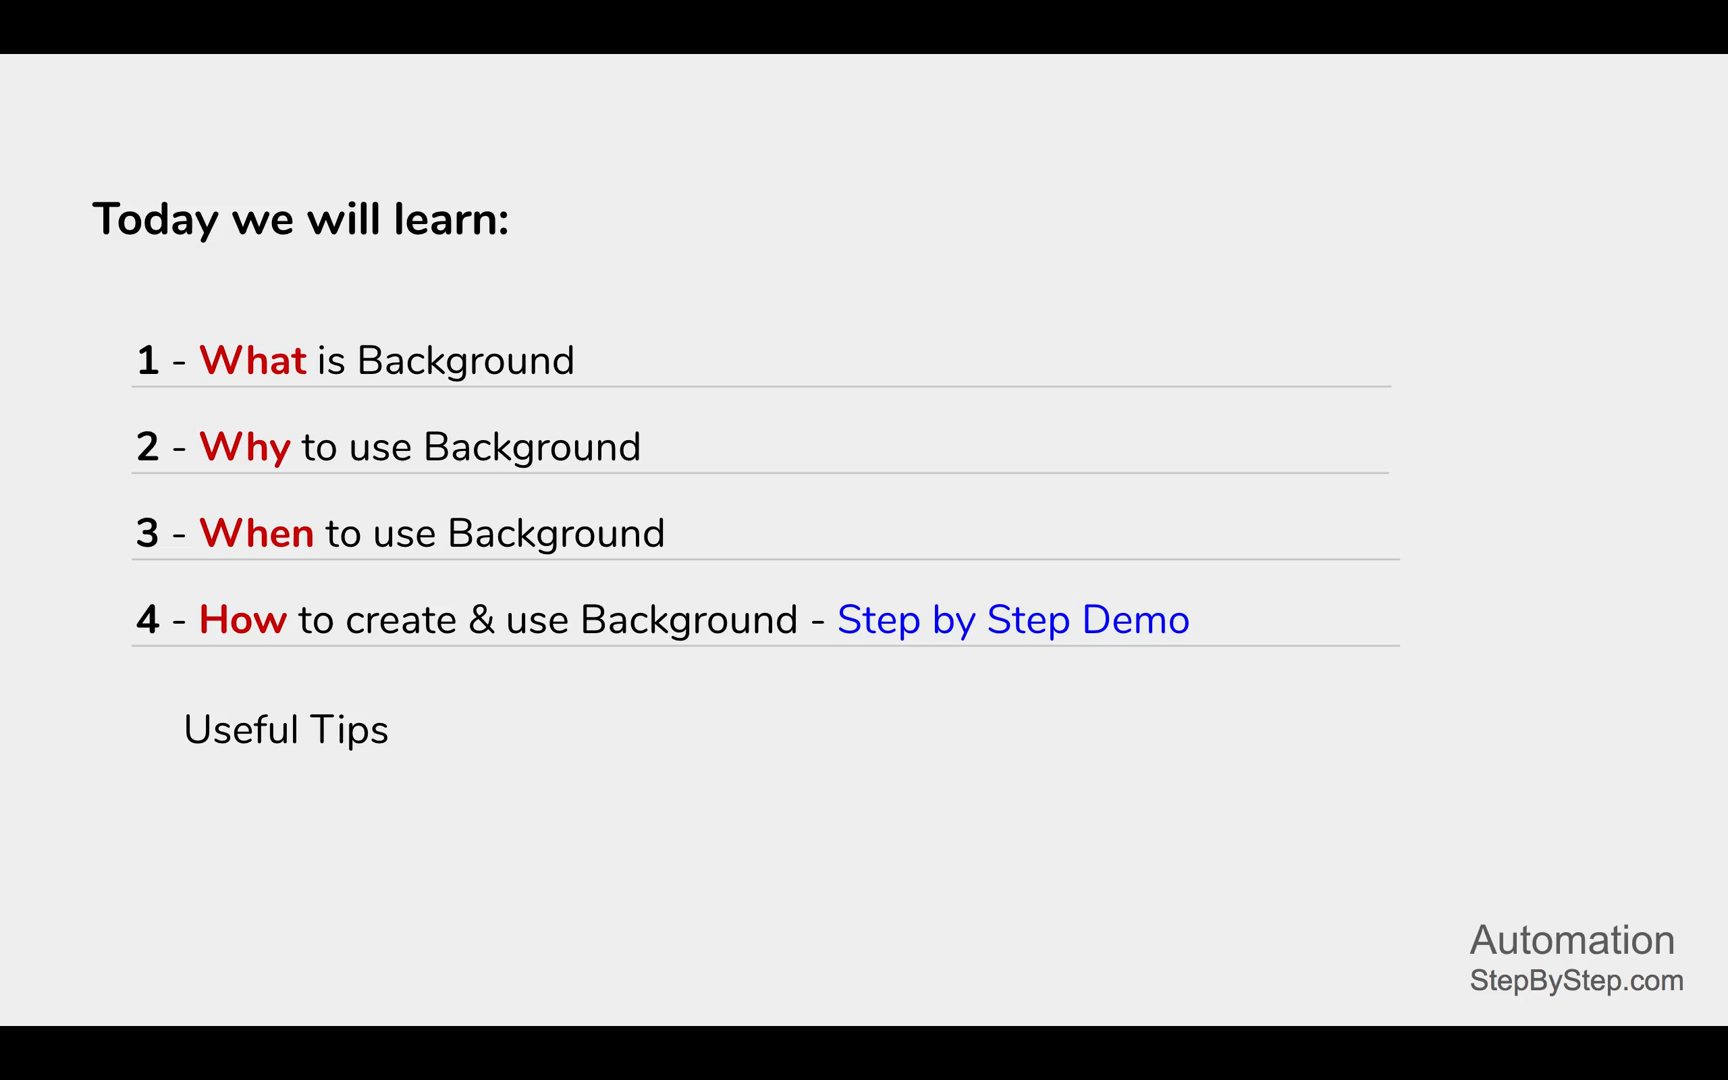 Today we will learn:
1 - What is Background
2 - Why to use Background
3 - When to use Background
4 - How to create & use Background - Step by Step Demo
Useful Tips
Automation
StepByStep.com